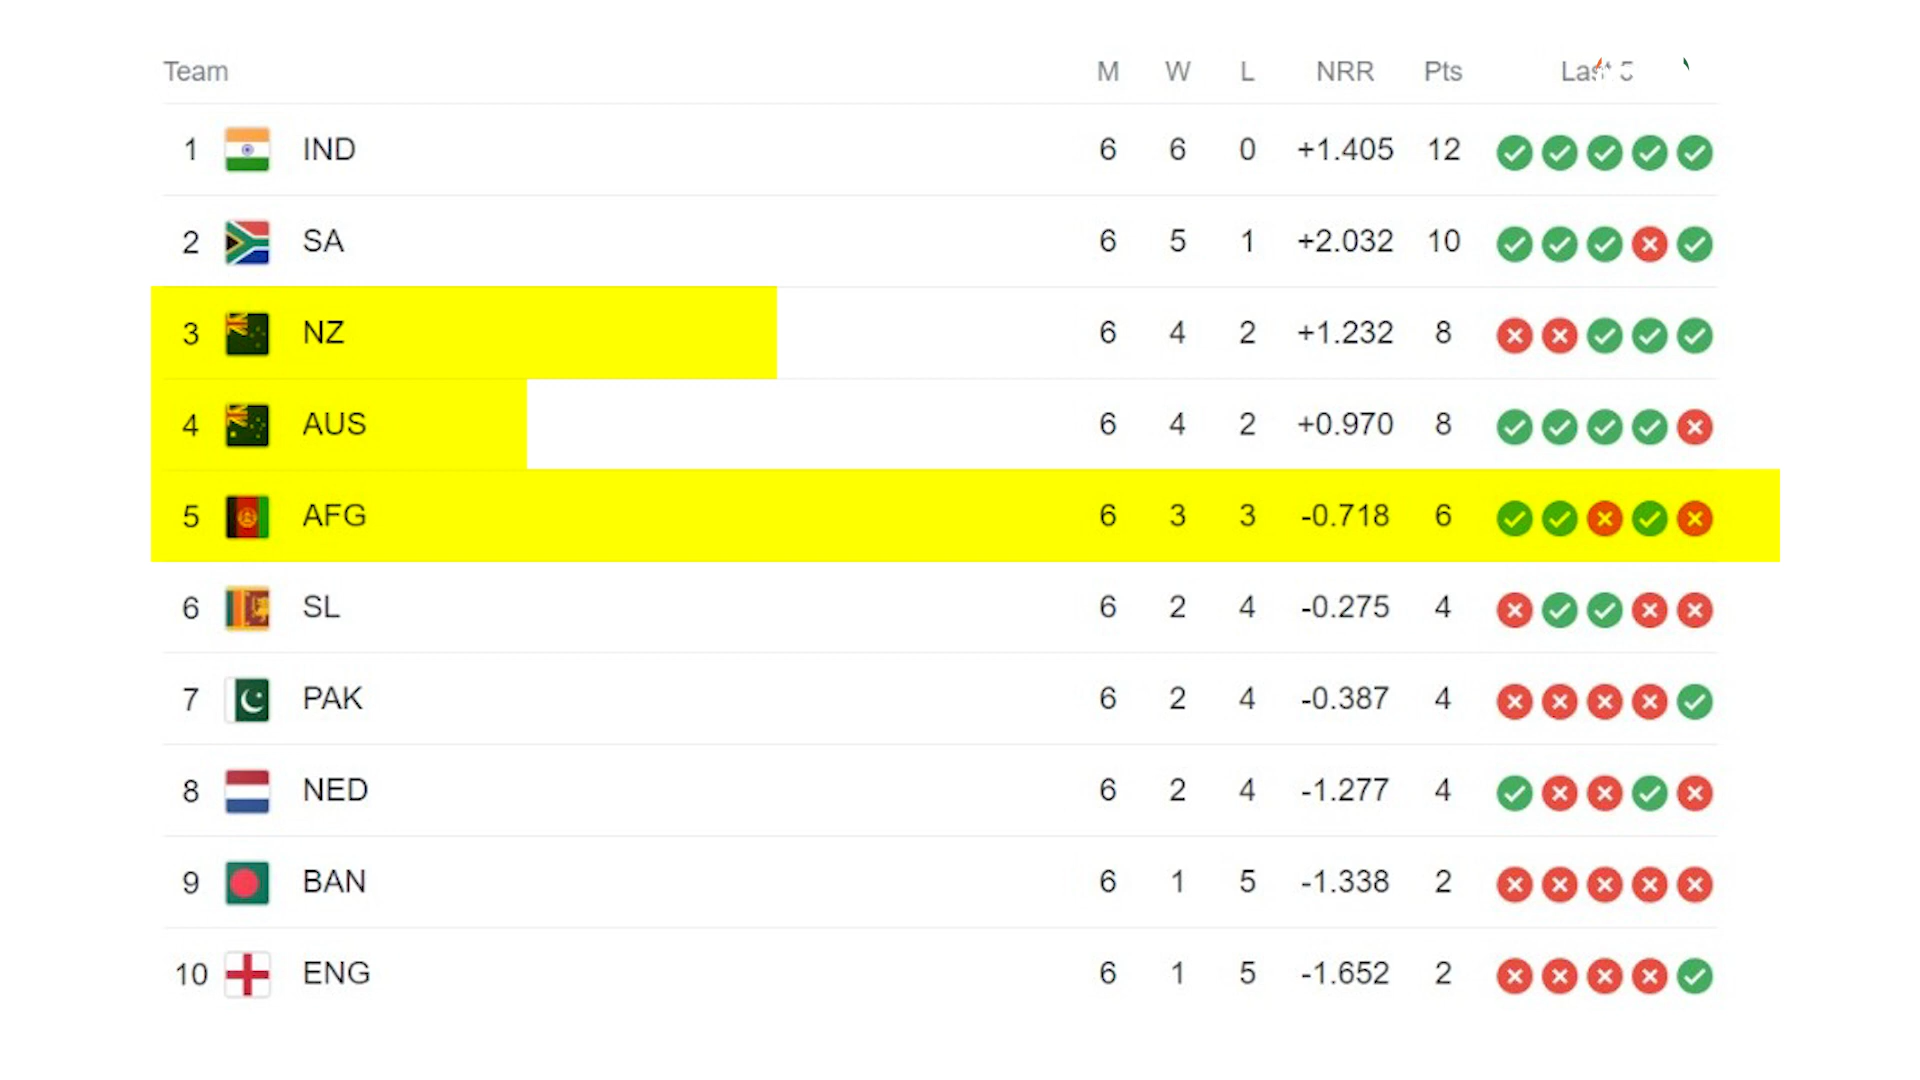 Team M W L NRR Pts
1 IND 6 6 0 +1.405 12
2 SA 6 5 1 +2.032 10
3 NZ 6 4 2 +1.232 8
4 AUS 6 4 2 +0.970 8
5 AFG 6 3 3 -0.718 6
6 SL 6 2 4 -0.275 4
7 PAK 6 2 4 -0.387 4
8 NED 6 2 4 -1.277 4
9 BAN 6 1 5 -1.338 2
10 ENG 6 1 5 -1.652 2